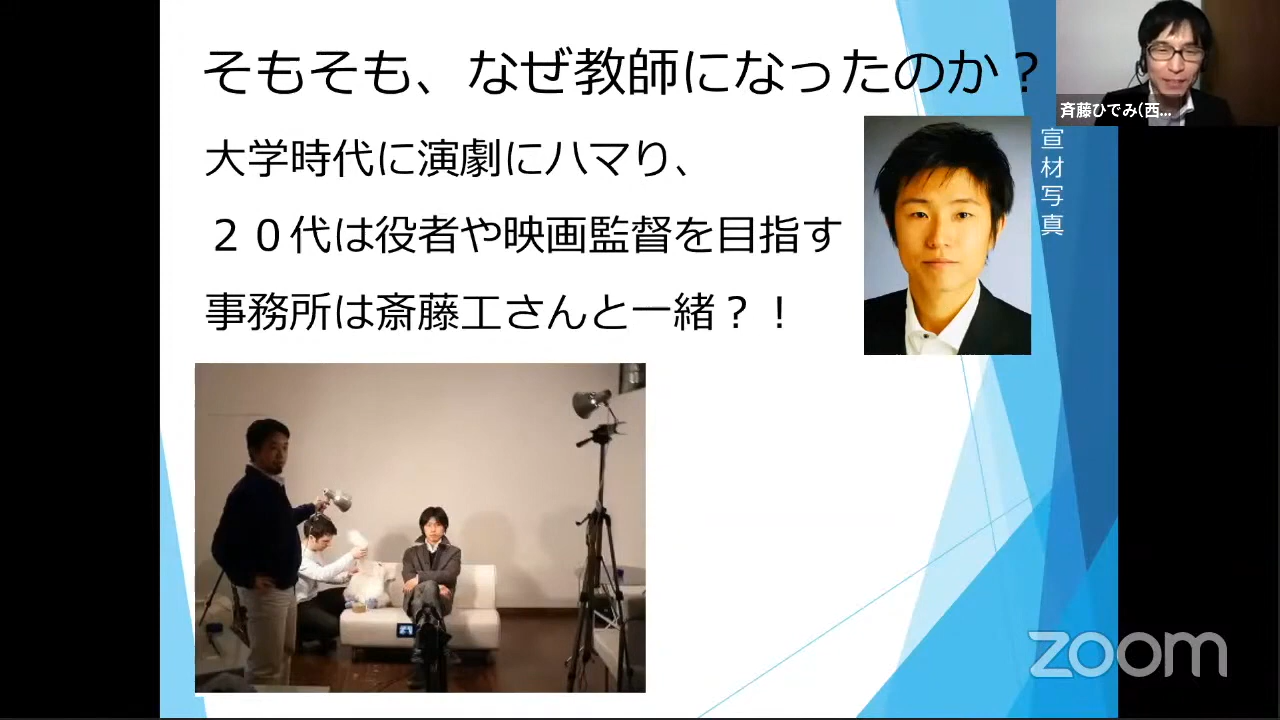 そもそも、なぜ教師になったのか？
斉藤ひでみ(西...
大学時代に演劇にハマり、
２０代は役者や映画監督を目指す
事務所は斎藤工さんと一緒？！
宣材写真
zoom